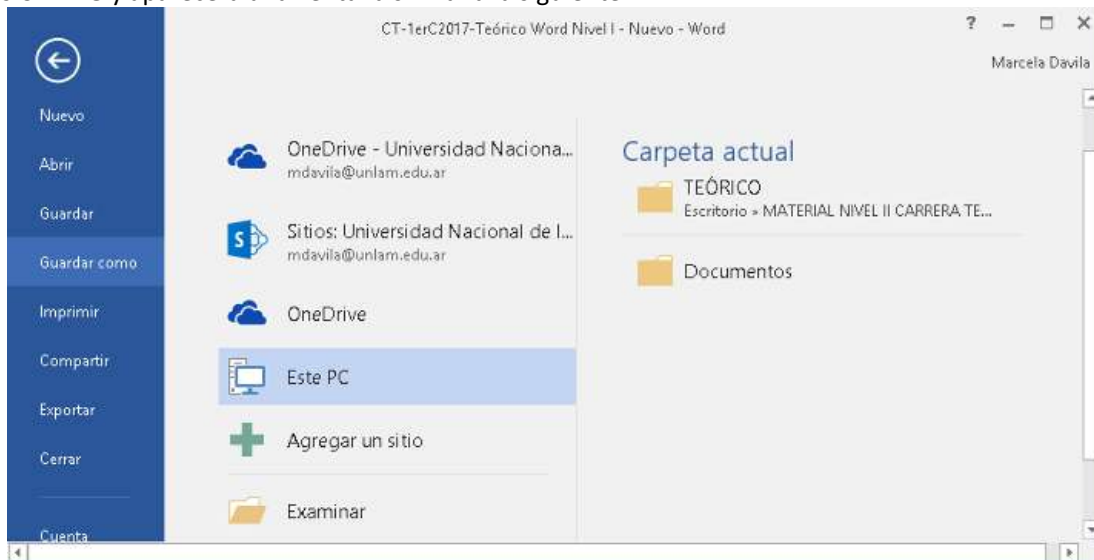 CT-1erC2017-Teórico Word Nivel I - Nuevo - Word
?
Marcela Davila
Nuevo
Abrir
Guardar
Guardar como
Imprimir
Compartir
Exportar
Cerrar
Cuenta
OneDrive - Universidad Naciona...
mdavila@unlam.edu.ar
Sitios: Universidad Nacional de l...
mdavila@unlam.edu.ar
OneDrive
Este PC
Agregar un sitio
Examinar
Carpeta actual
TEÓRICO
Escritorio » MATERIAL NIVEL II CARRERA TE...
Documentos